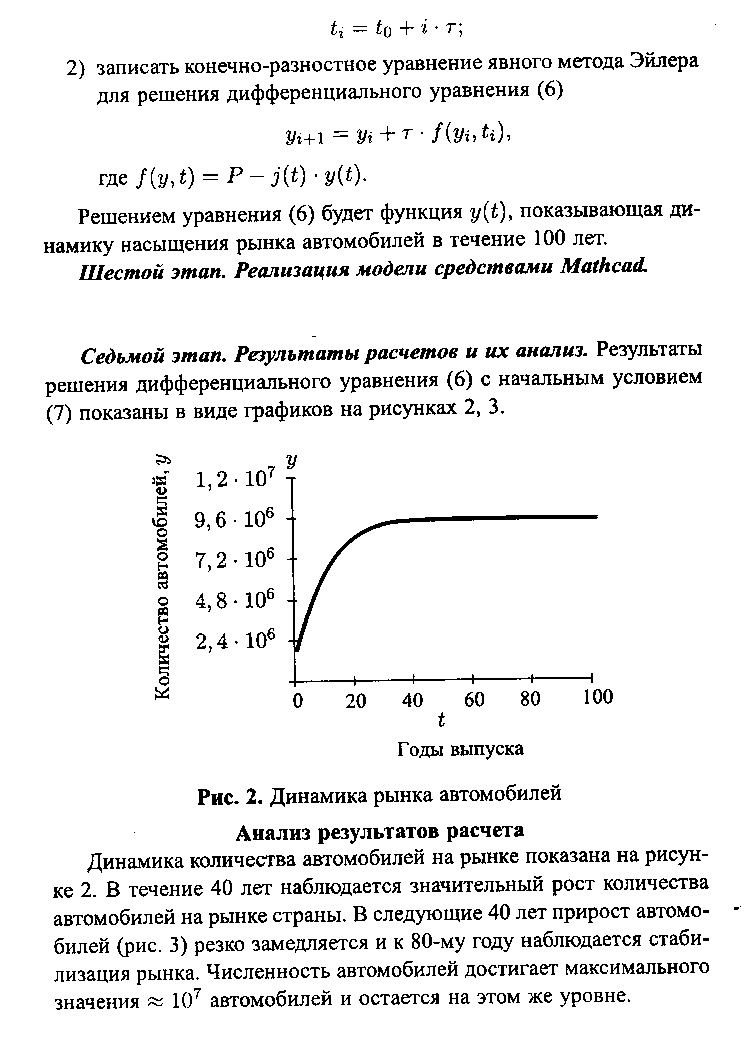 tᵢ = t₀ + i · τ;
2) записать конечно-разностное уравнение явного метода Эйлера
для решения дифференциального уравнения (6)
yᵢ₊₁ = yᵢ + τ · f(yᵢ, tᵢ),
где f(y, t) = P − j(t) · y(t).
Решением уравнения (6) будет функция y(t), показывающая ди-
намику насыщения рынка автомобилей в течение 100 лет.
Шестой этап. Реализация модели средствами Mathcad.
Седьмой этап. Результаты расчетов и их анализ. Результаты
решения дифференциального уравнения (6) с начальным условием
(7) показаны в виде графиков на рисунках 2, 3.
Количество автомобилей, y
y
1,2 · 10⁷
9,6 · 10⁶
7,2 · 10⁶
4,8 · 10⁶
2,4 · 10⁶
0 20 40 60 80 100
t
Годы выпуска
Рис. 2. Динамика рынка автомобилей
Анализ результатов расчета
Динамика количества автомобилей на рынке показана на рисун-
ке 2. В течение 40 лет наблюдается значительный рост количества
автомобилей на рынке страны. В следующие 40 лет прирост автомо-
билей (рис. 3) резко замедляется и к 80-му году наблюдается стаби-
лизация рынка. Численность автомобилей достигает максимального
значения ≈ 10⁷ автомобилей и остается на этом же уровне.